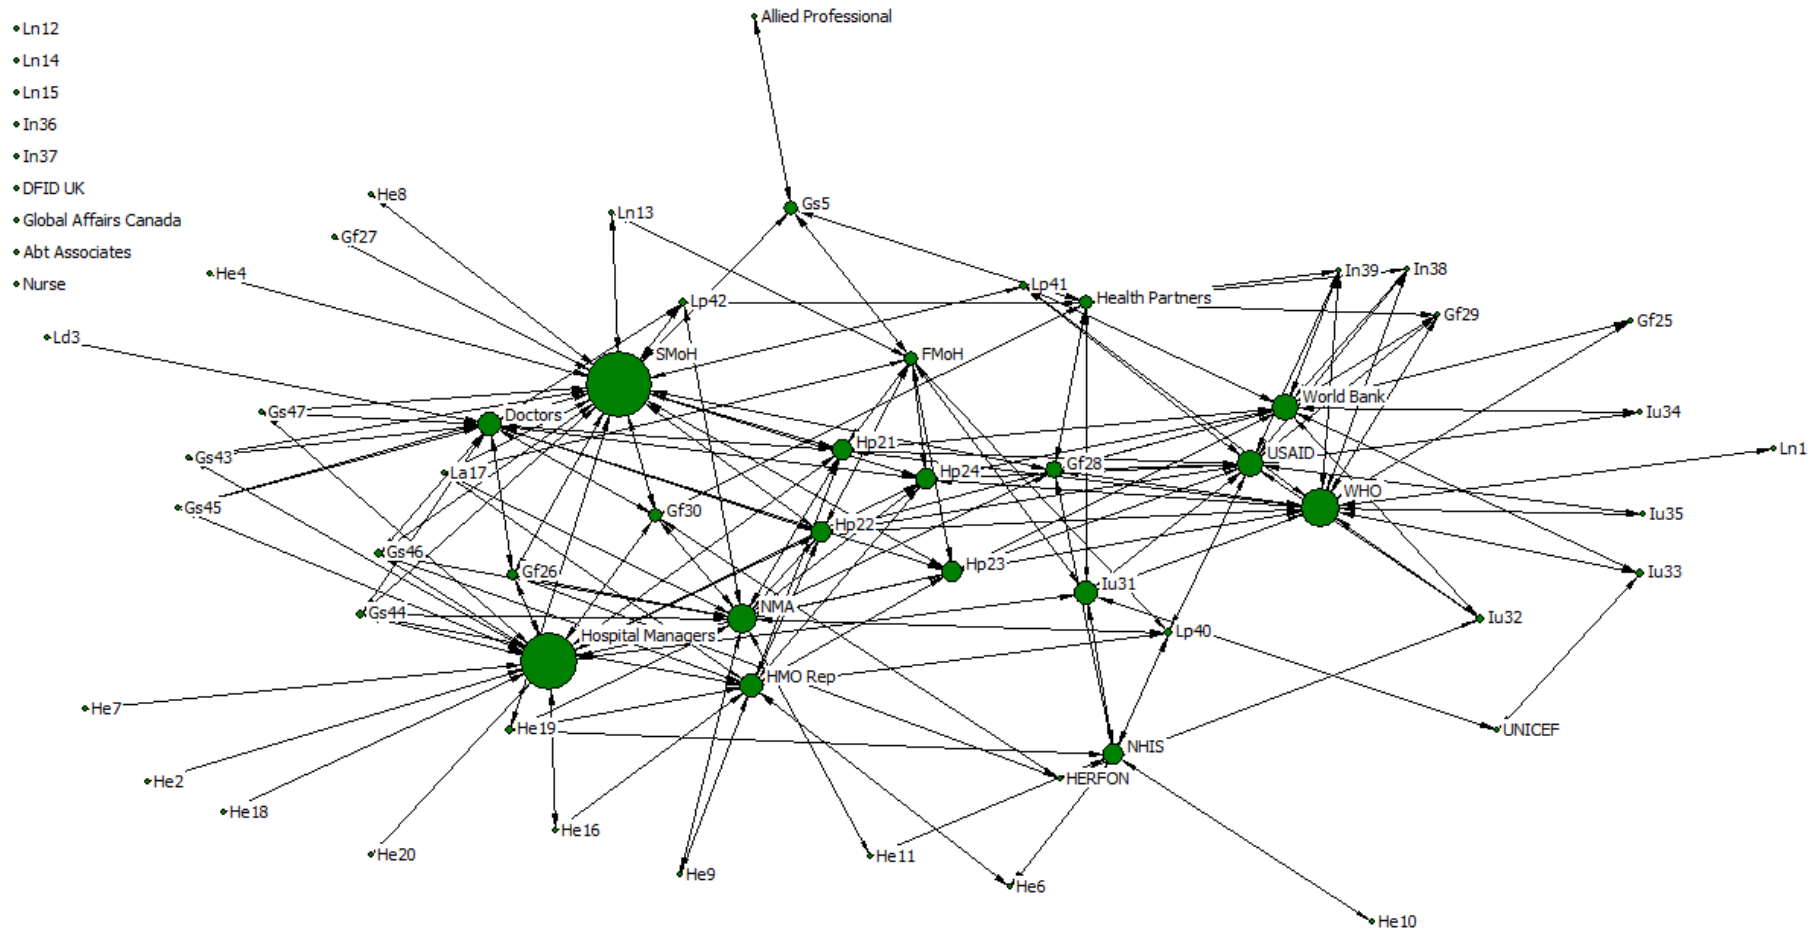 Ln12
Ln14
Ln15
In36
In37
DFID UK
Global Affairs Canada
Abt Associates
Nurse
Allied Professional
He8
Gs5
Ln13
Gf27
He4
In39
In38
Lp41
Health Partners
Lp42
Gf29
Gf25
Ld3
SMoH
FMoH
World Bank
Gs47
Doctors
Iu34
Hp21
Ln1
Gs43
USAID
La17
Hp24
Gf28
WHO
Gs45
Gf30
Iu35
Hp22
Gs46
Hp23
Gf26
Iu33
Iu31
NMA
Gs44
Iu32
Hospital Managers
Lp40
HMO Rep
He7
He19
UNICEF
NHIS
HERFON
He2
He18
He16
He20
He11
He9
He6
He10